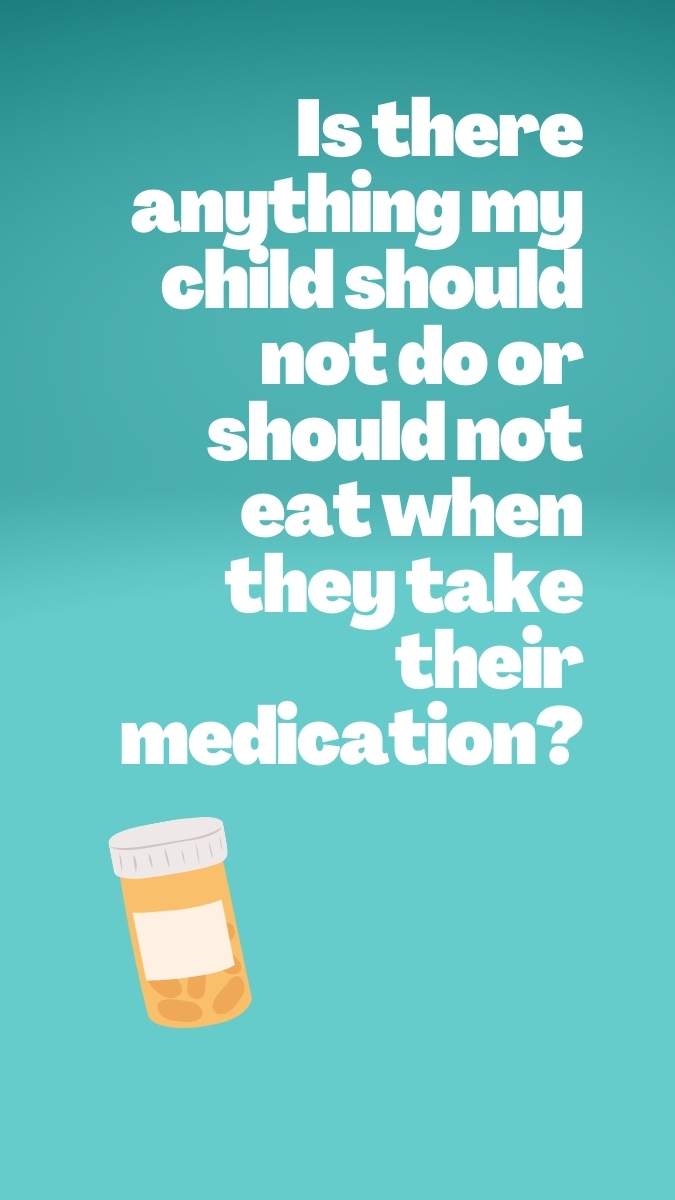 Is there
anything my
child should
not do or
should not
eat when
they take
their
medication?